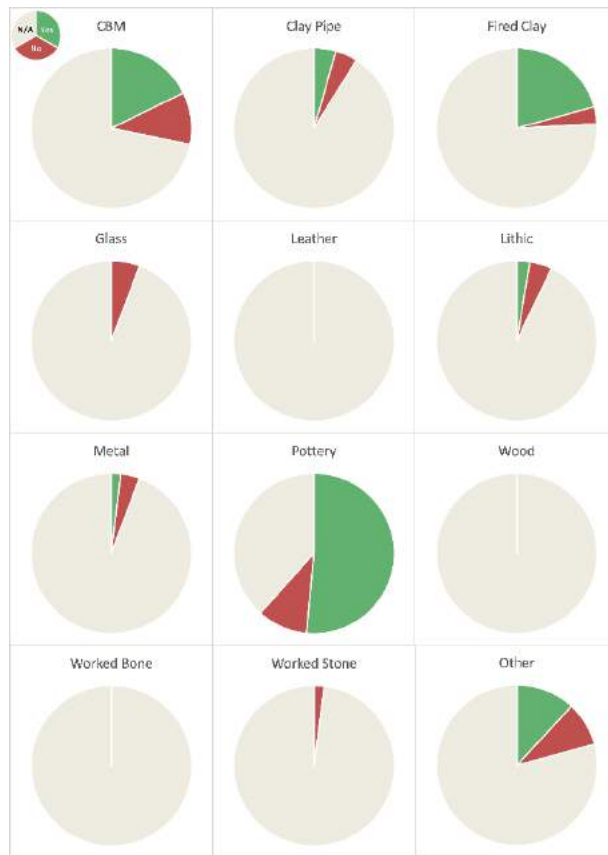 N/A Yes
No
CBM
Clay Pipe
Fired Clay
Glass
Leather
Lithic
Metal
Pottery
Wood
Worked Bone
Worked Stone
Other